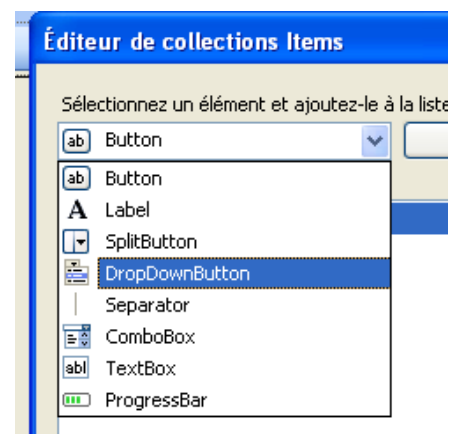 Éditeur de collections Items
Sélectionnez un élément et ajoutez-le à la liste
ab Button
ab Button
A Label
SplitButton
DropDownButton
Separator
ComboBox
abl TextBox
ProgressBar